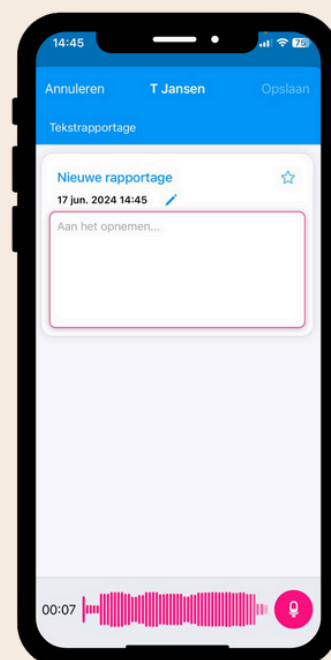 14:45
75
Annuleren T Jansen Opslaan
Tekstrapportage
Nieuwe rapportage
17 jun. 2024 14:45
Aan het opnemen...
00:07